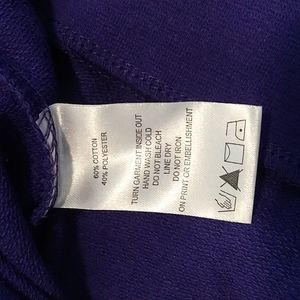 60% COTTON
40% POLYESTER
TURN GARMENT INSIDE OUT
HAND WASH COLD
DO NOT BLEACH
LINE DRY
DO NOT IRON
ON PRINT OR EMBELLISHMENT